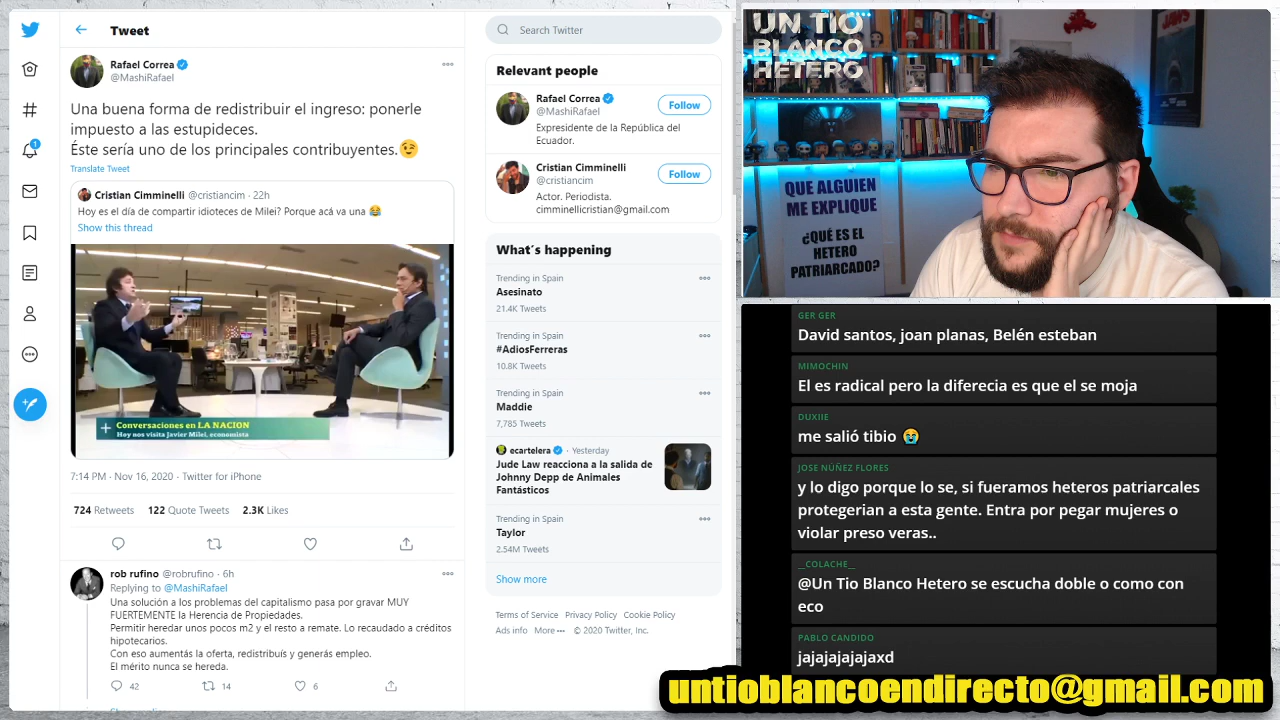 Tweet
Rafael Correa
@MashiRafael
Una buena forma de redistribuir el ingreso: ponerle
impuesto a las estupideces.
Éste sería uno de los principales contribuyentes.😉
Translate Tweet
Cristian Cimminelli @cristiancim · 22h
Hoy es el día de compartir idioteces de Milei? Porque acá va una 😂
Show this thread
Conversaciones en LA NACION
Hoy nos visita Javier Milei, economista
7:14 PM · Nov 16, 2020 · Twitter for iPhone
724 Retweets 122 Quote Tweets 2.3K Likes
rob rufino @robrufino · 6h
Replying to @MashiRafael
Una solución a los problemas del capitalismo pasa por gravar MUY
FUERTEMENTE la Herencia de Propiedades.
Permitir heredar unos pocos m2 y el resto a remate. Lo recaudado a créditos
hipotecarios.
Con eso aumentás la oferta, redistribuís y generás empleo.
El mérito nunca se hereda.
42 14 6
1
Search Twitter
Relevant people
Rafael Correa
@MashiRafael
Follow
Expresidente de la República del
Ecuador.
Cristian Cimminelli
@cristiancim
Follow
Actor. Periodista.
cimminellicristian@gmail.com
What's happening
Trending in Spain
Asesinato
21.4K Tweets
Trending in Spain
#AdiosFerreras
10.8K Tweets
Trending in Spain
Maddie
7,785 Tweets
ecartelera · Yesterday
Jude Law reacciona a la salida de
Johnny Depp de Animales
Fantásticos
Trending in Spain
Taylor
2.54M Tweets
Show more
Terms of Service Privacy Policy Cookie Policy
Ads info More ••• © 2020 Twitter, Inc.
UN TIO
BLANCO
HETERO
QUE ALGUIEN
ME EXPLIQUE
¿QUÉ ES EL
HETERO
PATRIARCADO?
GER GER
David santos, joan planas, Belén esteban
MIMOCHIN
El es radical pero la diferecia es que el se moja
DUXIIE
me salió tibio 😭
JOSE NÚÑEZ FLORES
y lo digo porque lo se, si fueramos heteros patriarcales
protegerian a esta gente. Entra por pegar mujeres o
violar preso veras..
__COLACHE__
@Un Tio Blanco Hetero se escucha doble o como con
eco
PABLO CANDIDO
jajajajajajaxd
untioblancoendirecto@gmail.com